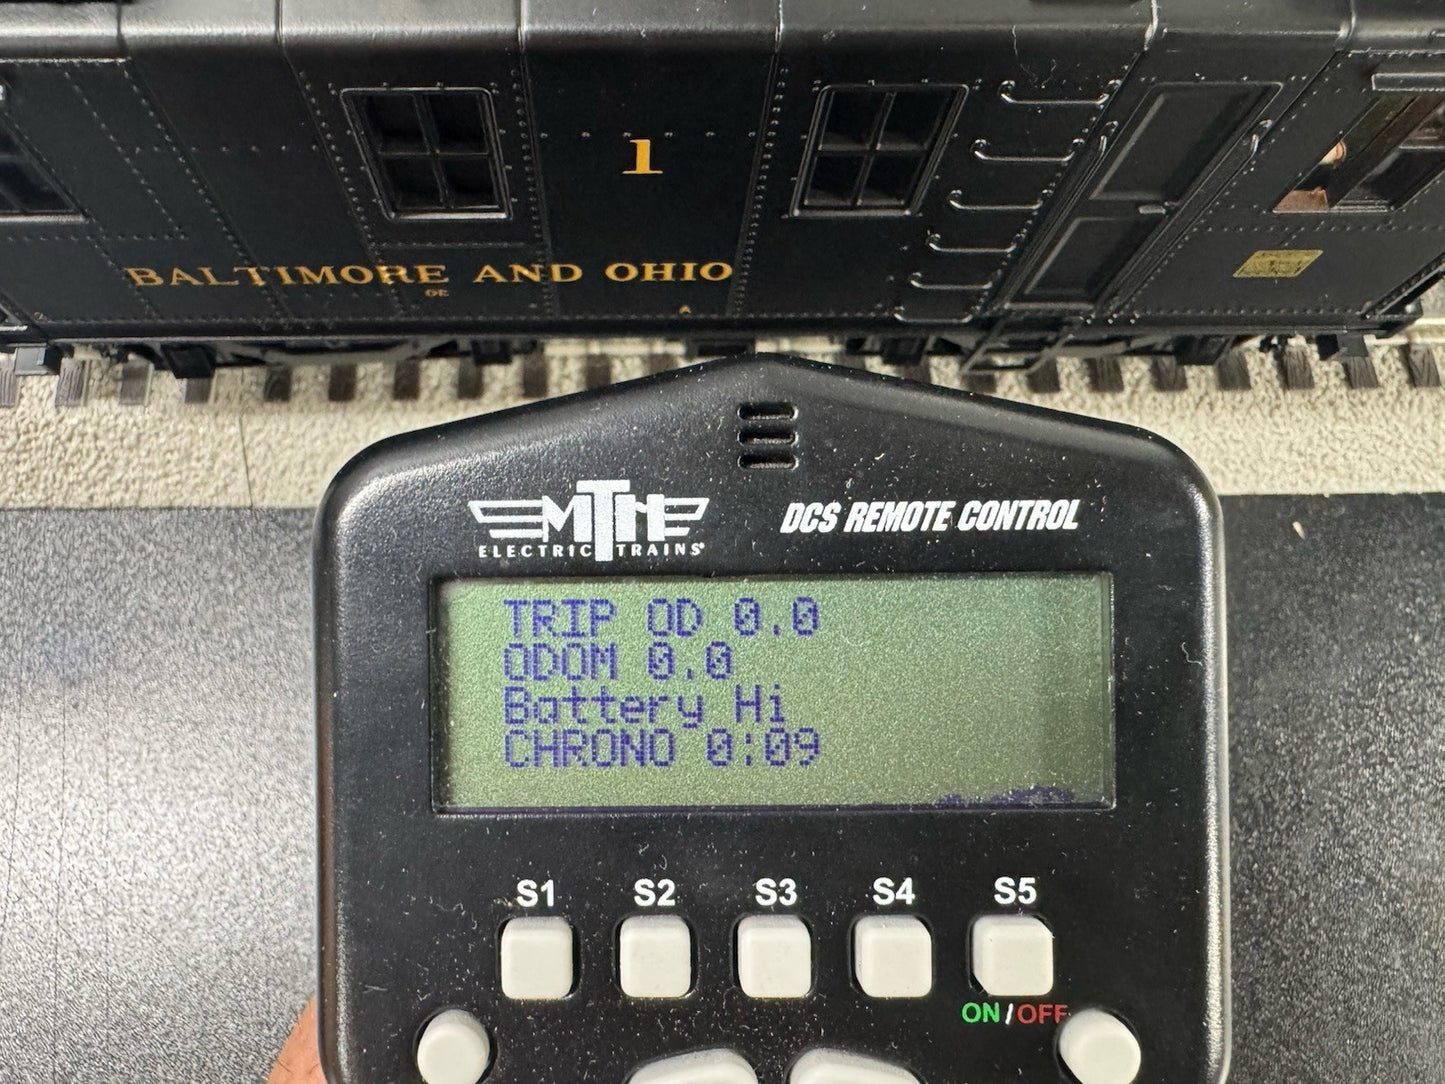 1
BALTIMORE AND OHIO
OE
A
MTH
ELECTRIC TRAINS®
DCS REMOTE CONTROL
TRIP OD 0.0
ODOM 0.0
Battery Hi
CHRONO 0:09
S1 S2 S3 S4 S5
ON/OFF